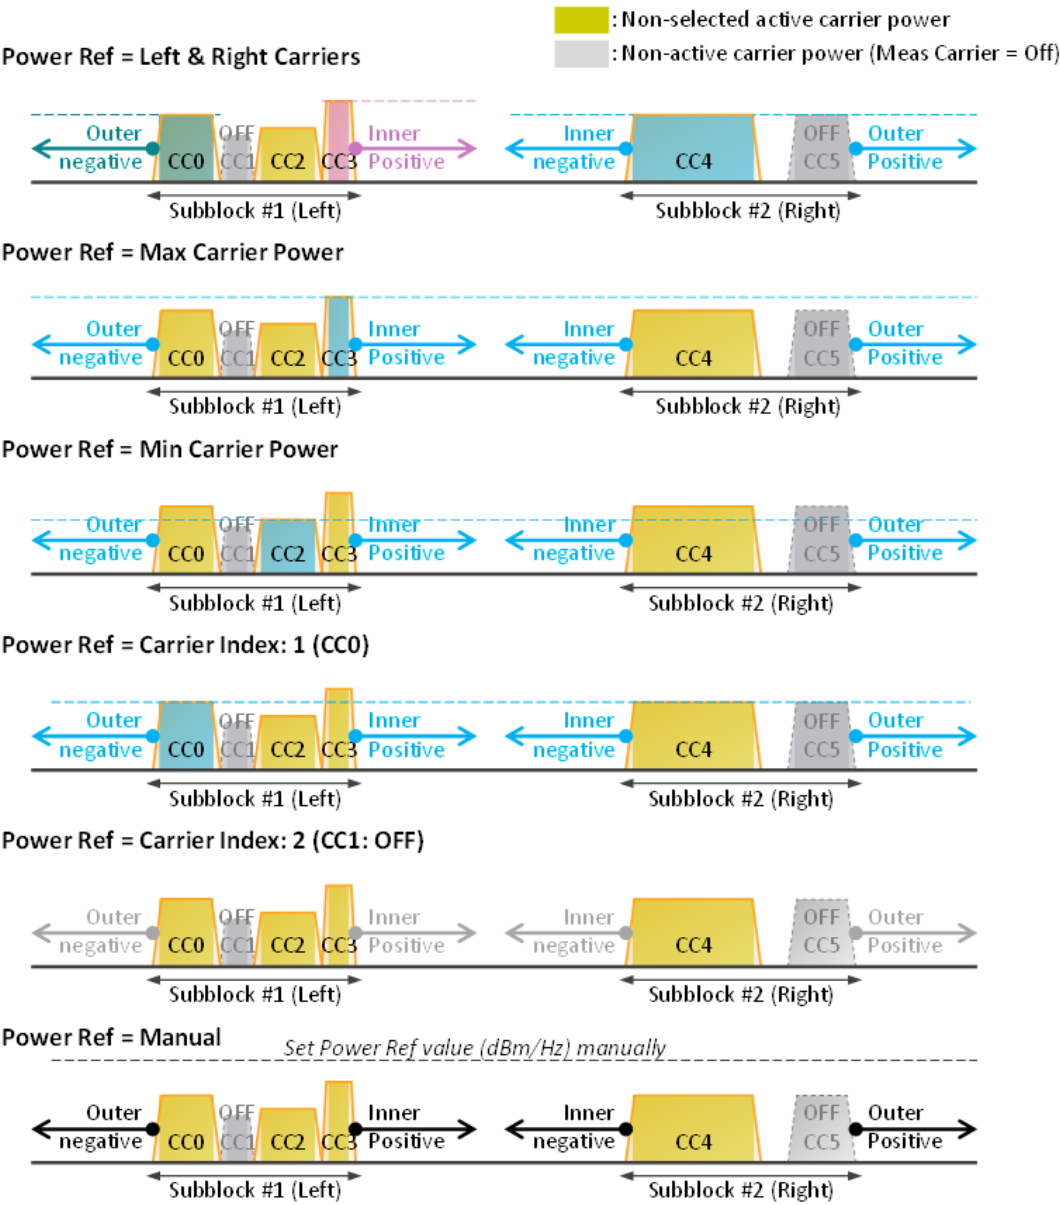 : Non-selected active carrier power
: Non-active carrier power (Meas Carrier = Off)
Power Ref = Left & Right Carriers
Outer OFF Inner Inner OFF Outer
negative CC0 CC1 CC2 CC3 Positive negative CC4 CC5 Positive
Subblock #1 (Left) Subblock #2 (Right)
Power Ref = Max Carrier Power
Outer OFF Inner Inner OFF Outer
negative CC0 CC1 CC2 CC3 Positive negative CC4 CC5 Positive
Subblock #1 (Left) Subblock #2 (Right)
Power Ref = Min Carrier Power
Outer OFF Inner Inner OFF Outer
negative CC0 CC1 CC2 CC3 Positive negative CC4 CC5 Positive
Subblock #1 (Left) Subblock #2 (Right)
Power Ref = Carrier Index: 1 (CC0)
Outer OFF Inner Inner OFF Outer
negative CC0 CC1 CC2 CC3 Positive negative CC4 CC5 Positive
Subblock #1 (Left) Subblock #2 (Right)
Power Ref = Carrier Index: 2 (CC1: OFF)
Outer OFF Inner Inner OFF Outer
negative CC0 CC1 CC2 CC3 Positive negative CC4 CC5 Positive
Subblock #1 (Left) Subblock #2 (Right)
Power Ref = Manual
Set Power Ref value (dBm/Hz) manually
Outer OFF Inner Inner OFF Outer
negative CC0 CC1 CC2 CC3 Positive negative CC4 CC5 Positive
Subblock #1 (Left) Subblock #2 (Right)